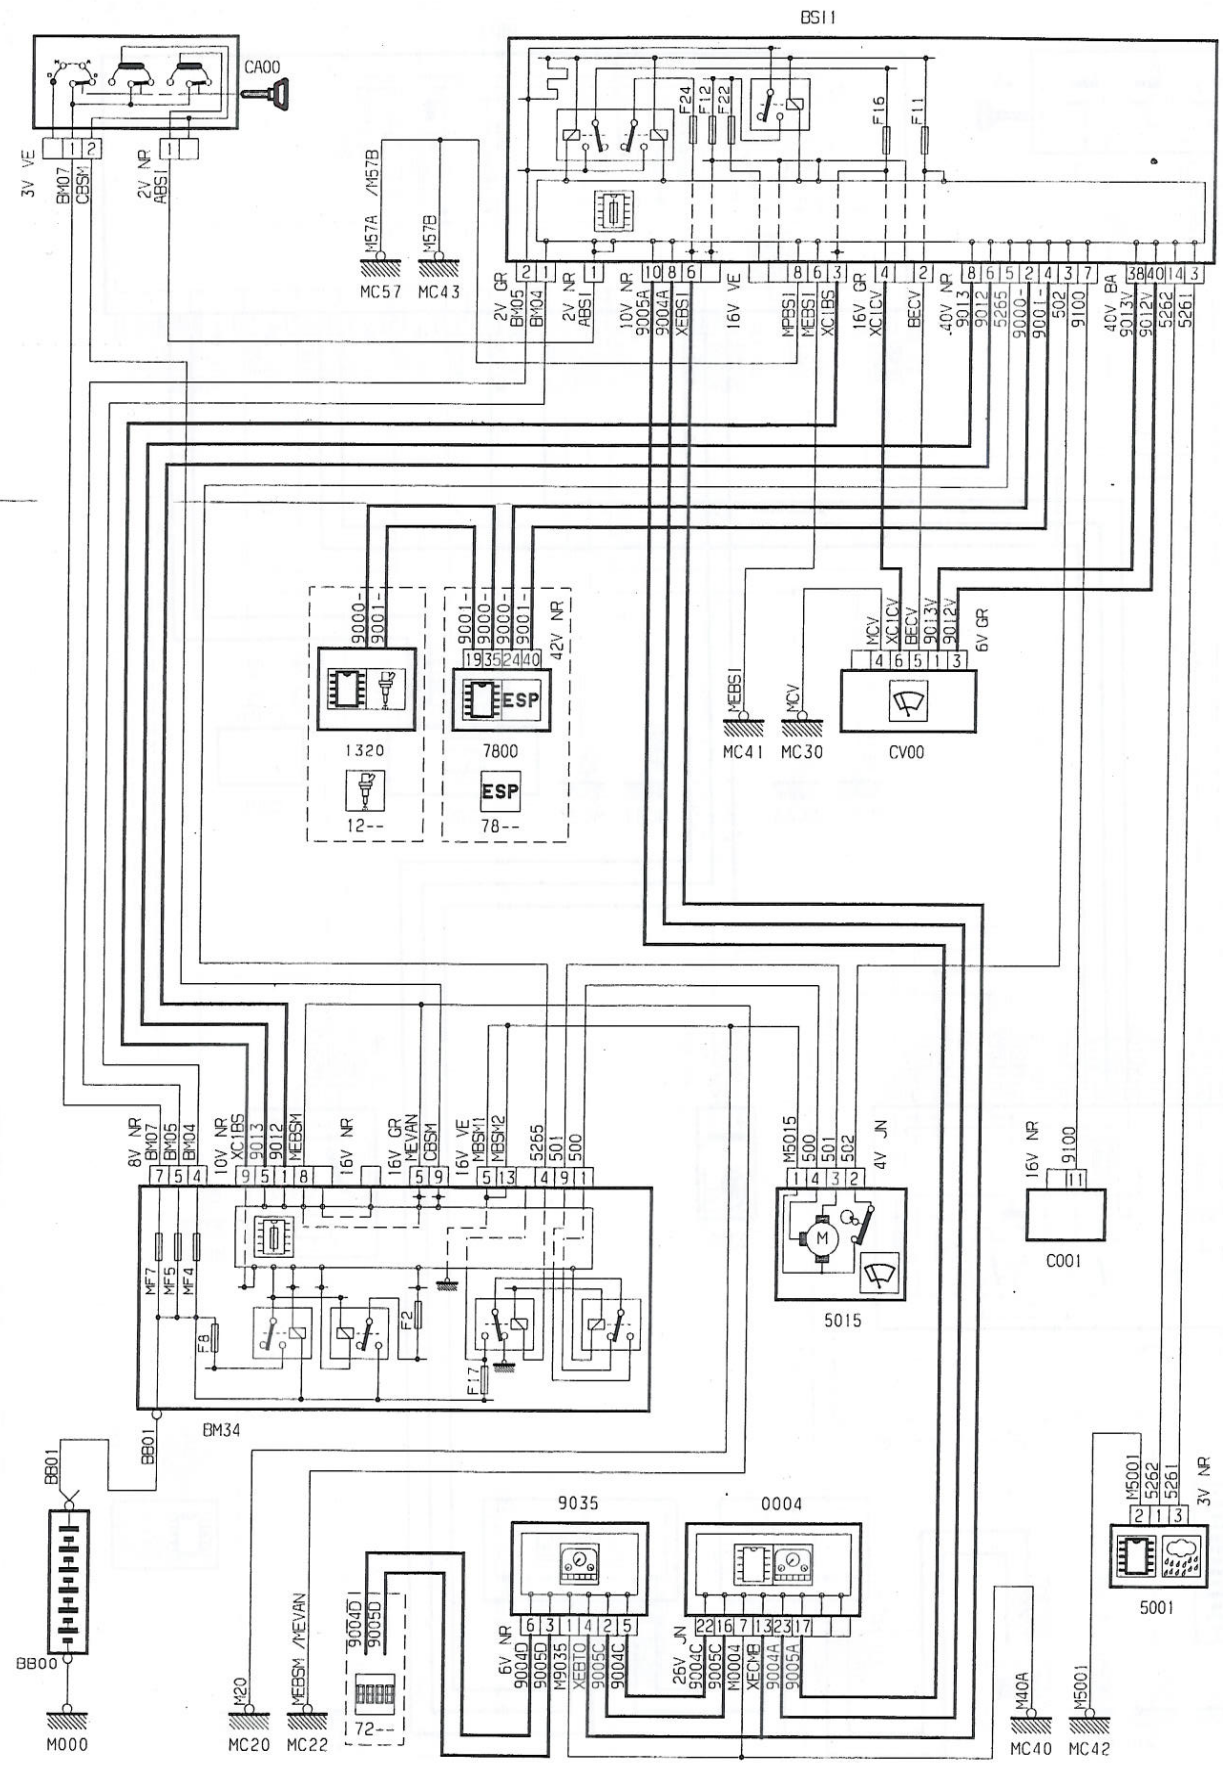 BSI1
CA00
F24
F12
F22
F16
F11
3V VE
1
2
BM07
CBSM
2V NR
1
ABS1
M57A /M57B
M57B
MC57
MC43
2V GR
2
1
BM05
BM04
2V NR
1
ABS1
10V NR
10
8
6
9005A
9004A
XEBS1
16V VE
8
6
3
MPBS1
MEBS1
XC1BS
16V GR
4
2
XC1CV
BECV
40V NR
8
6
5
2
4
3
7
9013
9012
5265
9000-
9001-
502
9100
40V BA
38
40
14
3
9013V
9012V
5262
5261
9000-
9001-
9001-
9000-
9000-
9001-
42V NR
19
35
24
40
ESP
1320
7800
ESP
12--
78--
MEBS1
MC41
MCV
MC30
MCV
XC1CV
BECV
9013V
9012V
6V GR
4
6
5
1
3
CV00
8V NR
BM07
BM05
BM04
7
5
4
10V NR
XC1BS
9013
9012
MEBSM
9
5
1
8
16V NR
16V GR
MEVAN
CBSM
5
9
16V VE
MBSM1
MBSM2
5265
501
500
5
13
4
9
1
MF7
MF5
MF4
F8
F2
F17
BM34
M5015
500
501
502
4V JN
1
4
3
2
M
5015
16V NR
9100
11
C001
BB01
BB01
BB00
M000
M20
MC20
MEBSM /MEVAN
MC22
9004D
9005D
72--
9035
6V NR
6
3
1
4
2
5
9004D
9005D
M9035
XEBTO
9005C
9004C
0004
26V JN
22
16
7
13
23
17
9004C
9005C
M0004
XECMB
9004A
9005A
M40A
MC40
M5001
MC42
M5001
5262
5261
3V NR
2
1
3
5001